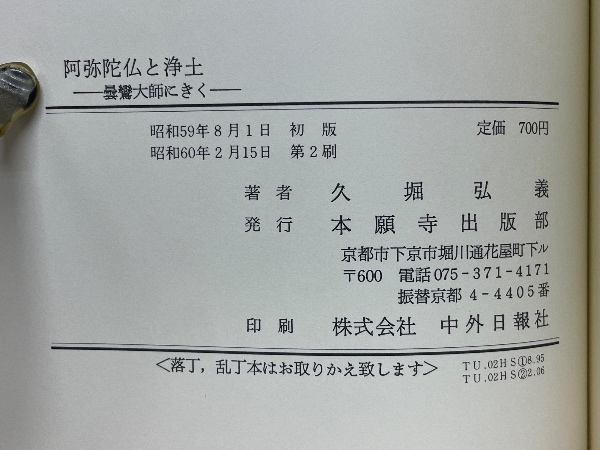 阿弥陀仏と浄土
――曇鸞大師にきく――
昭和59年8月1日 初版 定価 700円
昭和60年2月15日 第2刷
著者 久堀弘義
発行 本願寺出版部
京都市下京市堀川通花屋町下ル
〒600 電話 075-371-4171
振替京都 4-4405番
印刷 株式会社 中外日報社
<落丁，乱丁本はお取りかえ致します>
TU.02HS①8.95
TU.02HS②2.06